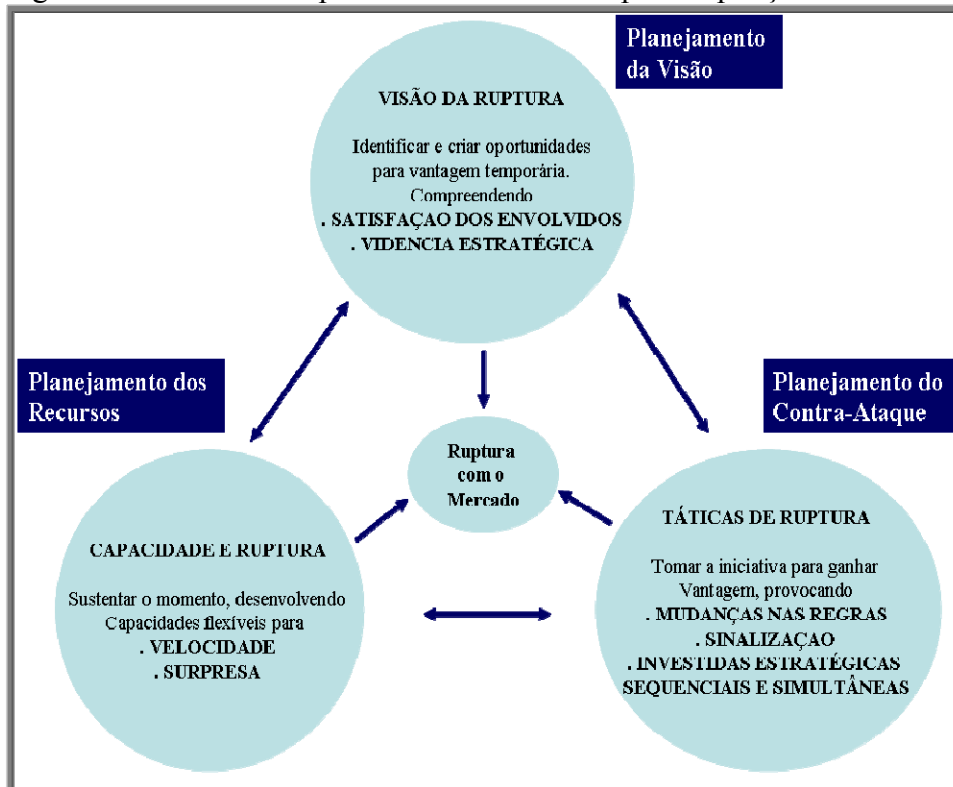 Planejamento
da Visão
VISÃO DA RUPTURA
Identificar e criar oportunidades
para vantagem temporária.
Compreendendo
. SATISFAÇAO DOS ENVOLVIDOS
. VIDENCIA ESTRATÉGICA
Planejamento dos
Recursos
Planejamento do
Contra-Ataque
Ruptura
com o
Mercado
CAPACIDADE E RUPTURA
Sustentar o momento, desenvolvendo
Capacidades flexíveis para
. VELOCIDADE
. SURPRESA
TÁTICAS DE RUPTURA
Tomar a iniciativa para ganhar
Vantagem, provocando
. MUDANÇAS NAS REGRAS
. SINALIZAÇAO
. INVESTIDAS ESTRATÉGICAS
SEQUENCIAIS E SIMULTÂNEAS